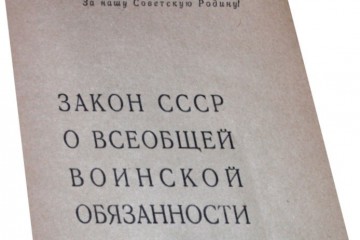 За нашу Советскую Родину!
ЗАКОН СССР
О ВСЕОБЩЕЙ
ВОИНСКОЙ
ОБЯЗАННОСТИ